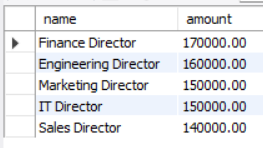 name amount
Finance Director 170000.00
Engineering Director 160000.00
Marketing Director 150000.00
IT Director 150000.00
Sales Director 140000.00